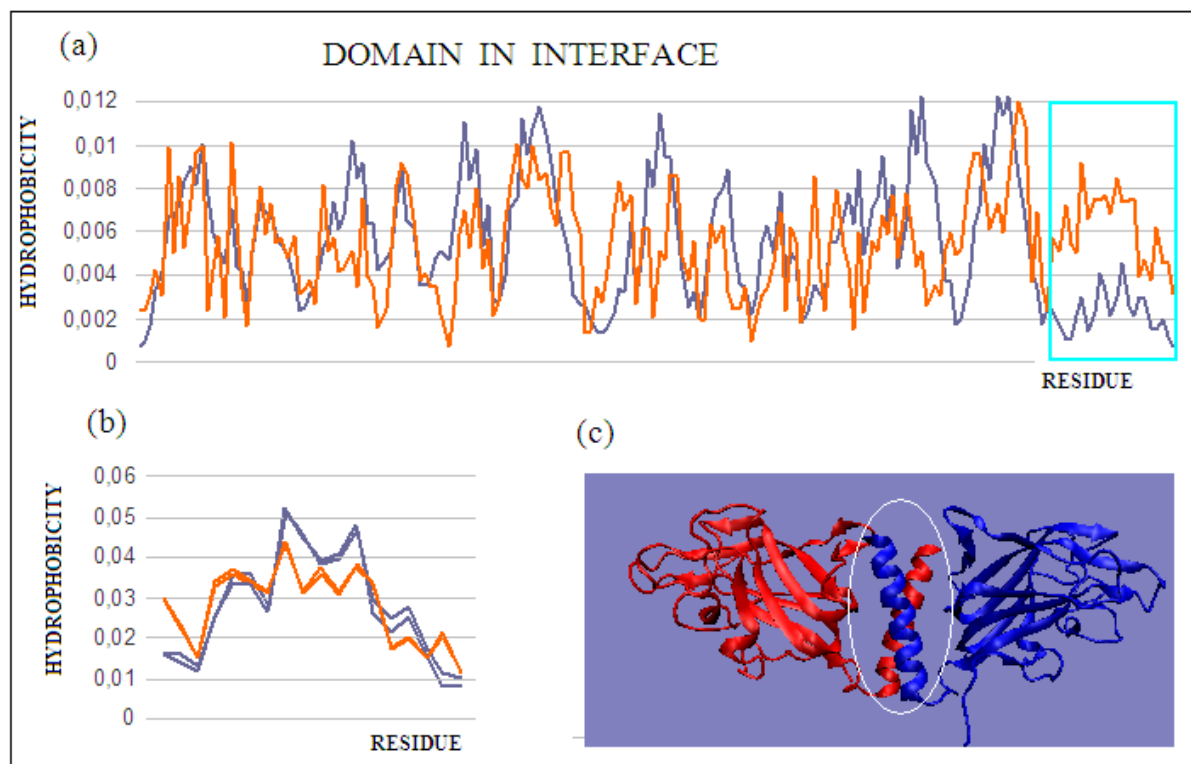 (a)
DOMAIN IN INTERFACE
HYDROPHOBICITY
0,012
0,01
0,008
0,006
0,004
0,002
0
RESIDUE
(b)
HYDROPHOBICITY
0,06
0,05
0,04
0,03
0,02
0,01
0
RESIDUE
(c)